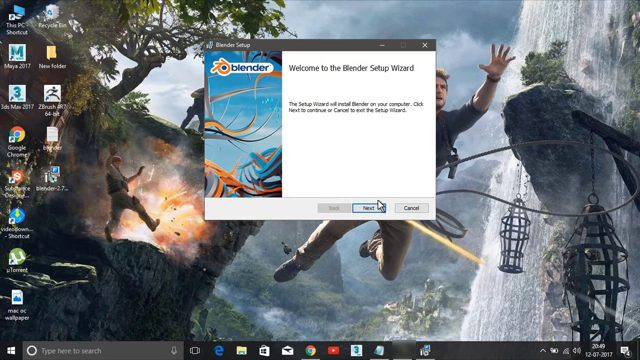 This PC
Shortcut
Recycle Bin
Maya 2017
New folder
3ds Max 2017
ZBrush 4R7
64-bit
Google
Chrome
blender
Substance
Designe...
blender-2.7...
videodown...
- Shortcut
µTorrent
mac oc
wallpaper
Blender Setup
blender
Welcome to the Blender Setup Wizard
The Setup Wizard will install Blender on your computer. Click
Next to continue or Cancel to exit the Setup Wizard.
Back
Next
Cancel
Type here to search
20:49
12-07-2017